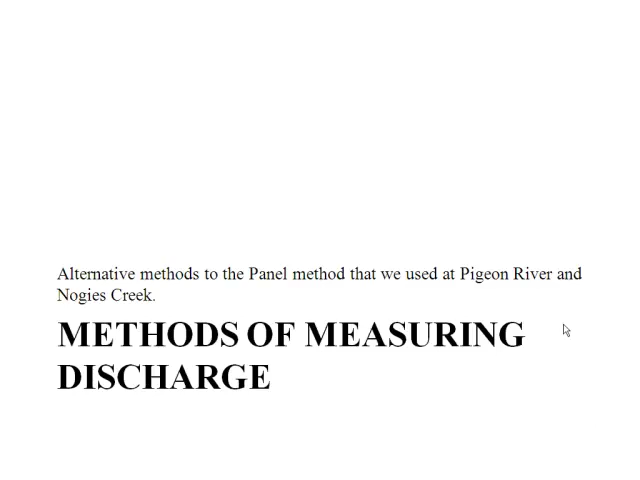 Alternative methods to the Panel method that we used at Pigeon River and
Nogies Creek.
METHODS OF MEASURING
DISCHARGE